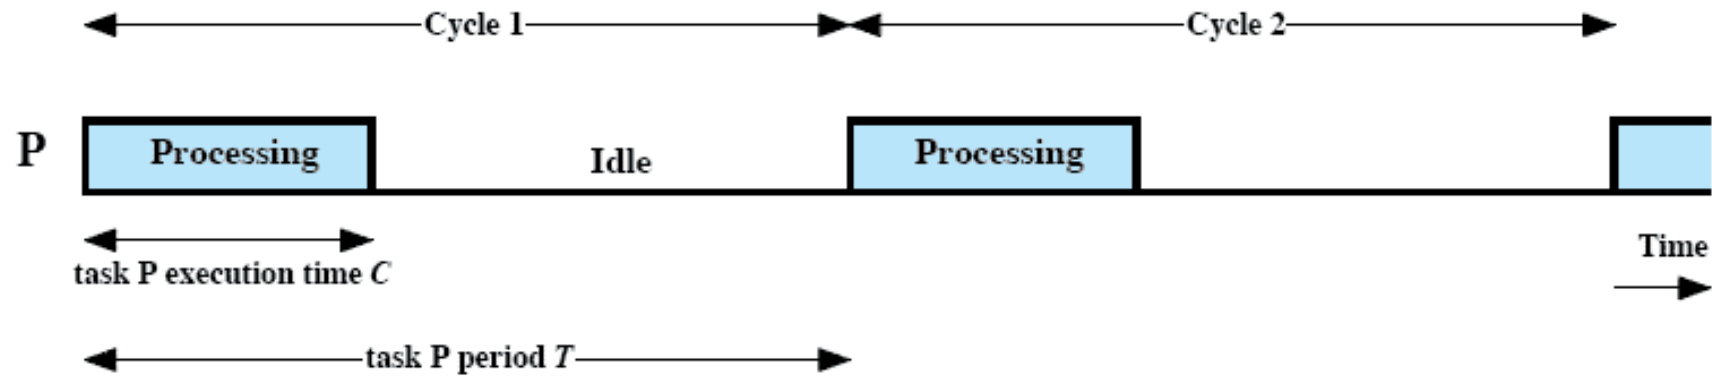 Cycle 1
Cycle 2
P
Processing
Idle
Processing
task P execution time C
Time
task P period T